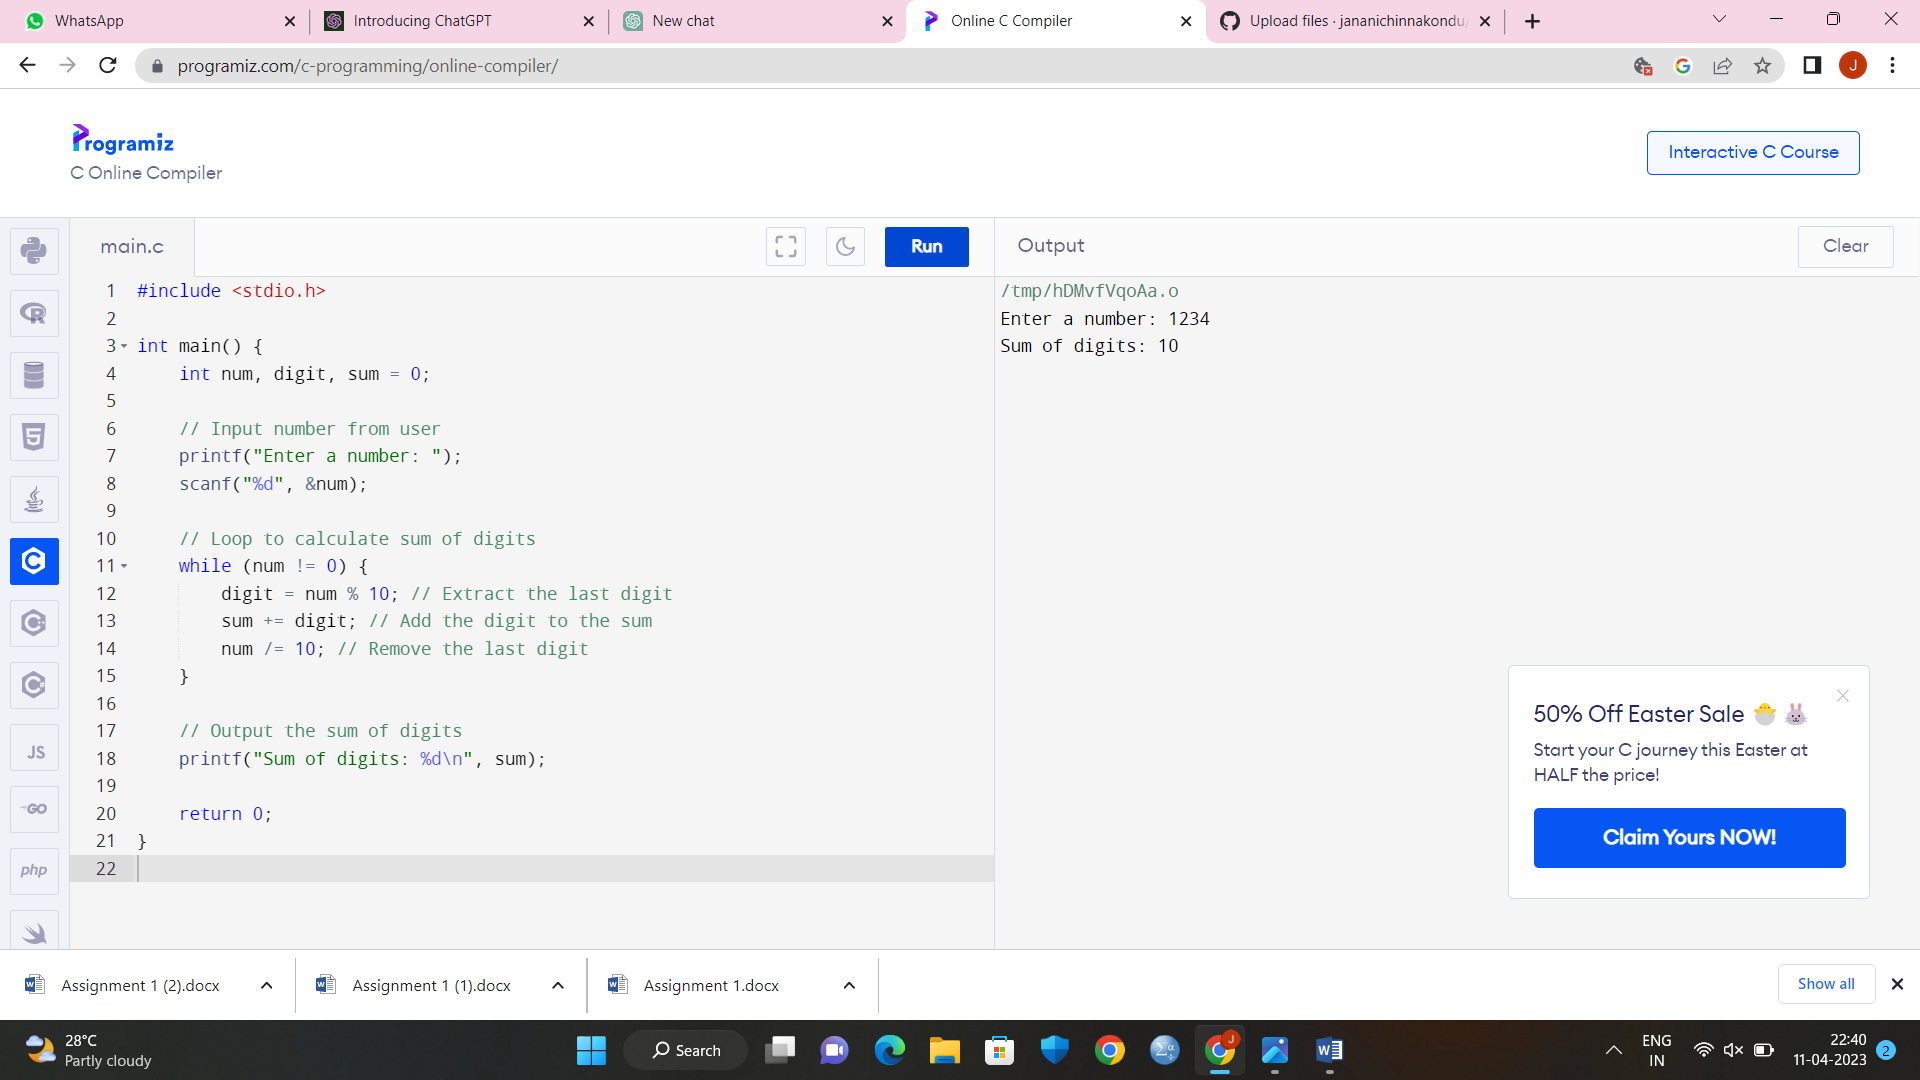 WhatsApp
Introducing ChatGPT
New chat
Online C Compiler
Upload files · jananichinnakondu
programiz.com/c-programming/online-compiler/
J
Programiz
C Online Compiler
Interactive C Course
main.c
Run
Output
Clear
1 #include <stdio.h>
2
3 int main() {
4     int num, digit, sum = 0;
5
6     // Input number from user
7     printf("Enter a number: ");
8     scanf("%d", &num);
9
10     // Loop to calculate sum of digits
11     while (num != 0) {
12         digit = num % 10; // Extract the last digit
13         sum += digit; // Add the digit to the sum
14         num /= 10; // Remove the last digit
15     }
16
17     // Output the sum of digits
18     printf("Sum of digits: %d\n", sum);
19
20     return 0;
21 }
22
/tmp/hDMvfVqoAa.o
Enter a number: 1234
Sum of digits: 10
JS
GO
php
50% Off Easter Sale 🐣 🐰
Start your C journey this Easter at
HALF the price!
Claim Yours NOW!
Assignment 1 (2).docx
Assignment 1 (1).docx
Assignment 1.docx
Show all
28°C
Partly cloudy
Search
J
ENG
IN
22:40
11-04-2023
2